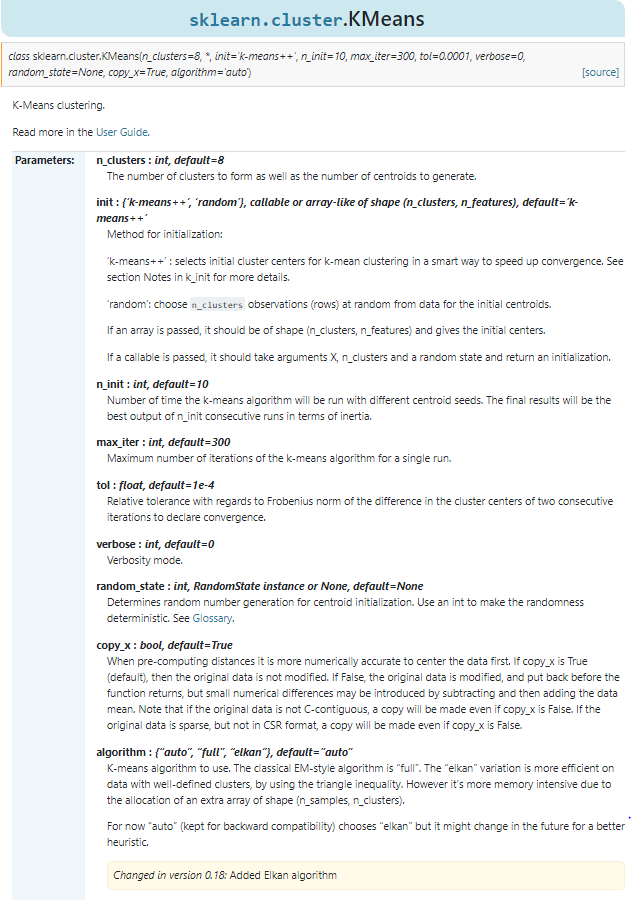 sklearn.cluster.KMeans
class sklearn.cluster.KMeans(n_clusters=8, *, init='k-means++', n_init=10, max_iter=300, tol=0.0001, verbose=0,
random_state=None, copy_x=True, algorithm='auto') [source]
K-Means clustering.
Read more in the User Guide.
Parameters: n_clusters : int, default=8
The number of clusters to form as well as the number of centroids to generate.
init : {'k-means++', 'random'}, callable or array-like of shape (n_clusters, n_features), default='k-
means++'
Method for initialization:
'k-means++' : selects initial cluster centers for k-mean clustering in a smart way to speed up convergence. See
section Notes in k_init for more details.
'random': choose n_clusters observations (rows) at random from data for the initial centroids.
If an array is passed, it should be of shape (n_clusters, n_features) and gives the initial centers.
If a callable is passed, it should take arguments X, n_clusters and a random state and return an initialization.
n_init : int, default=10
Number of time the k-means algorithm will be run with different centroid seeds. The final results will be the
best output of n_init consecutive runs in terms of inertia.
max_iter : int, default=300
Maximum number of iterations of the k-means algorithm for a single run.
tol : float, default=1e-4
Relative tolerance with regards to Frobenius norm of the difference in the cluster centers of two consecutive
iterations to declare convergence.
verbose : int, default=0
Verbosity mode.
random_state : int, RandomState instance or None, default=None
Determines random number generation for centroid initialization. Use an int to make the randomness
deterministic. See Glossary.
copy_x : bool, default=True
When pre-computing distances it is more numerically accurate to center the data first. If copy_x is True
(default), then the original data is not modified. If False, the original data is modified, and put back before the
function returns, but small numerical differences may be introduced by subtracting and then adding the data
mean. Note that if the original data is not C-contiguous, a copy will be made even if copy_x is False. If the
original data is sparse, but not in CSR format, a copy will be made even if copy_x is False.
algorithm : {"auto", "full", "elkan"}, default="auto"
K-means algorithm to use. The classical EM-style algorithm is "full". The "elkan" variation is more efficient on
data with well-defined clusters, by using the triangle inequality. However it's more memory intensive due to
the allocation of an extra array of shape (n_samples, n_clusters).
For now "auto" (kept for backward compatibility) chooses "elkan" but it might change in the future for a better
heuristic.
Changed in version 0.18: Added Elkan algorithm